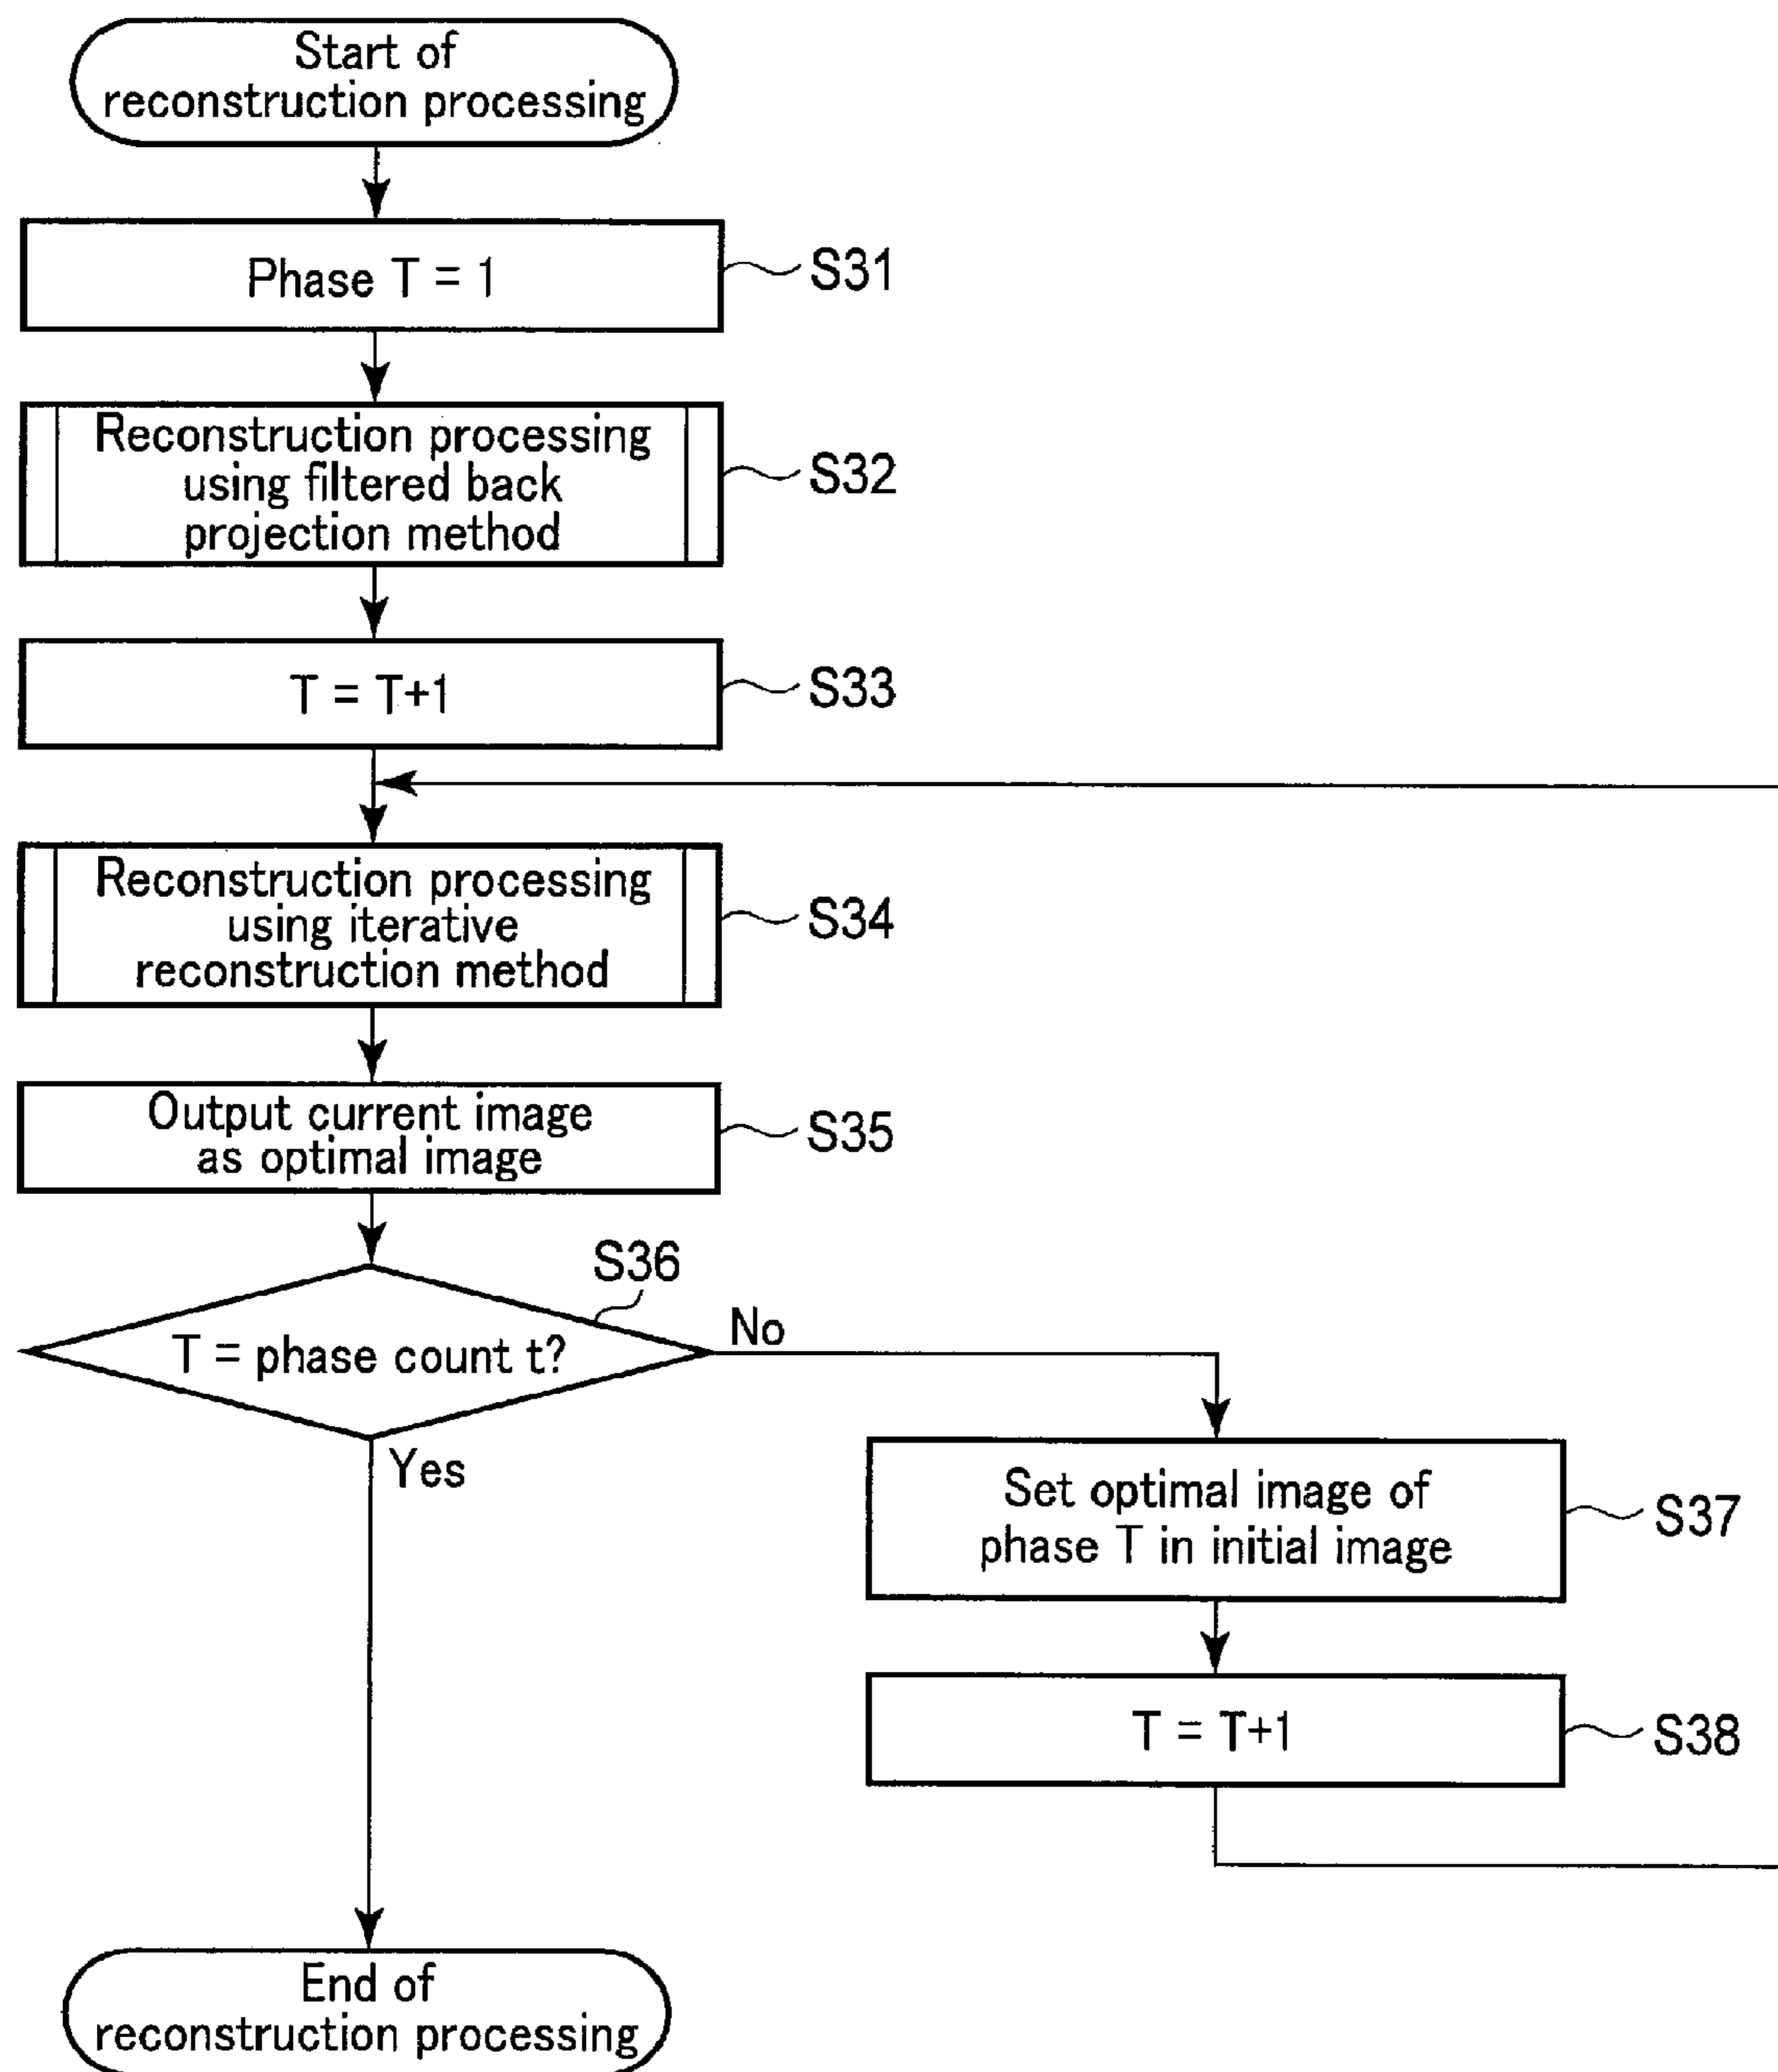 Start of
reconstruction processing
Phase T = 1
S31
Reconstruction processing
using filtered back
projection method
S32
T = T+1
S33
Reconstruction processing
using iterative
reconstruction method
S34
Output current image
as optimal image
S35
S36
T = phase count t?
No
Yes
Set optimal image of
phase T in initial image
S37
T = T+1
S38
End of
reconstruction processing